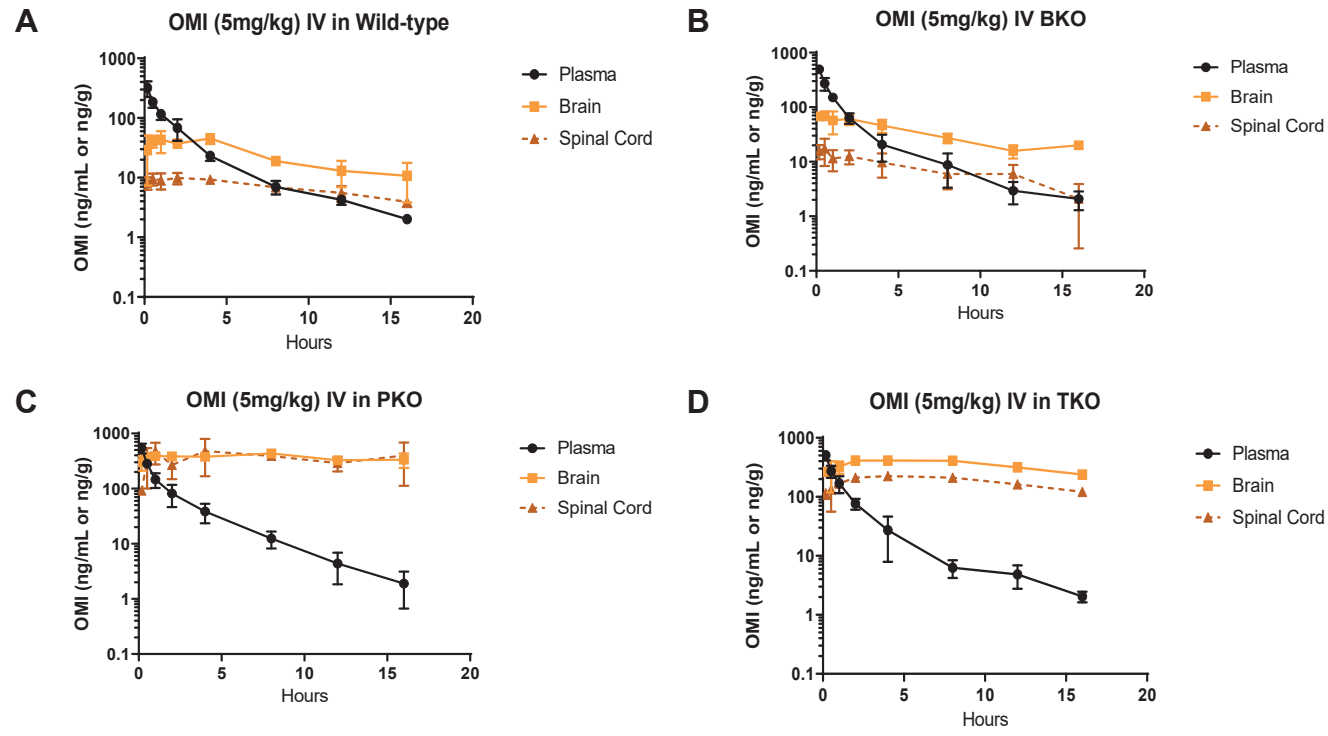 A
OMI (5mg/kg) IV in Wild-type
OMI (ng/mL or ng/g)
1000
100
10
1
0.1
0
5
10
15
20
Hours
Plasma
Brain
Spinal Cord
B
OMI (5mg/kg) IV BKO
OMI (ng/mL or ng/g)
1000
100
10
1
0.1
0
5
10
15
20
Hours
Plasma
Brain
Spinal Cord
C
OMI (5mg/kg) IV in PKO
OMI (ng/mL or ng/g)
1000
100
10
1
0.1
0
5
10
15
20
Hours
Plasma
Brain
Spinal Cord
D
OMI (5mg/kg) IV in TKO
OMI (ng/mL or ng/g)
1000
100
10
1
0.1
0
5
10
15
20
Hours
Plasma
Brain
Spinal Cord